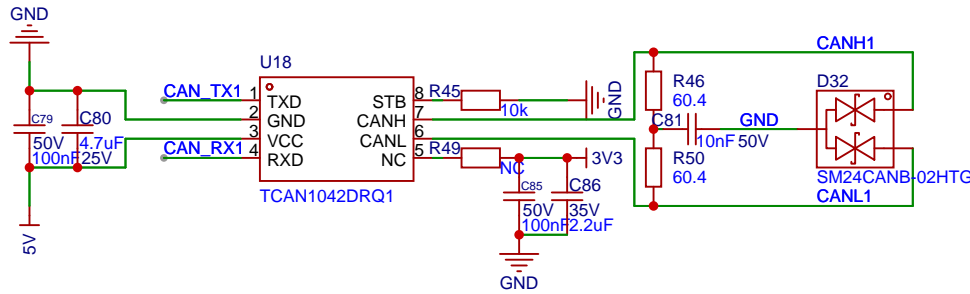 GND
C79
50V
100nF
C80
4.7uF
25V
5V
U18
CAN_TX1
CAN_RX1
1
2
3
4
TXD
GND
VCC
RXD
STB
CANH
CANL
NC
8
7
6
5
TCAN1042DRQ1
R45
10k
GND
R49
NC
3V3
C85
50V
100nF
C86
35V
2.2uF
GND
R46
60.4
C81
10nF
50V
GND
R50
60.4
CANH1
D32
SM24CANB-02HTG
CANL1